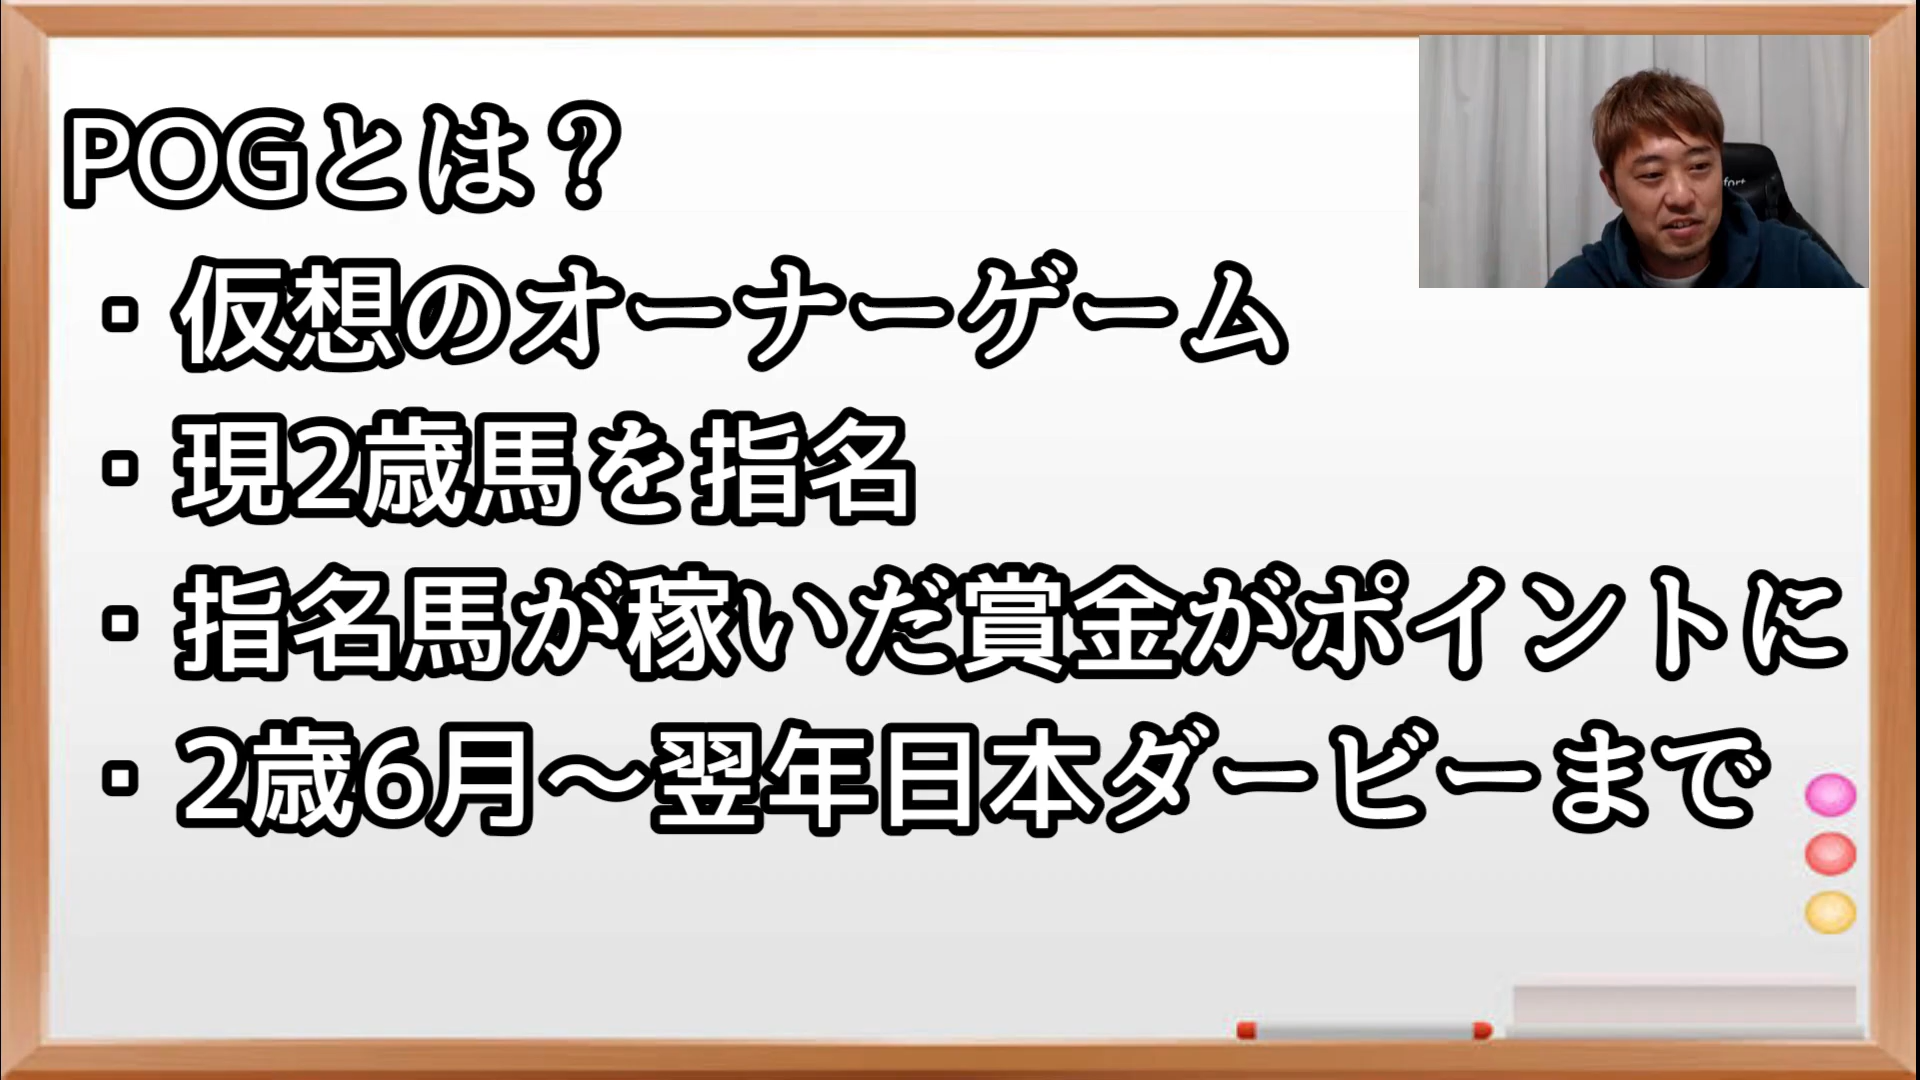 POGとは？
・仮想のオーナーゲーム
・現2歳馬を指名
・指名馬が稼いだ賞金がポイントに
・2歳6月～翌年日本ダービーまで
fort